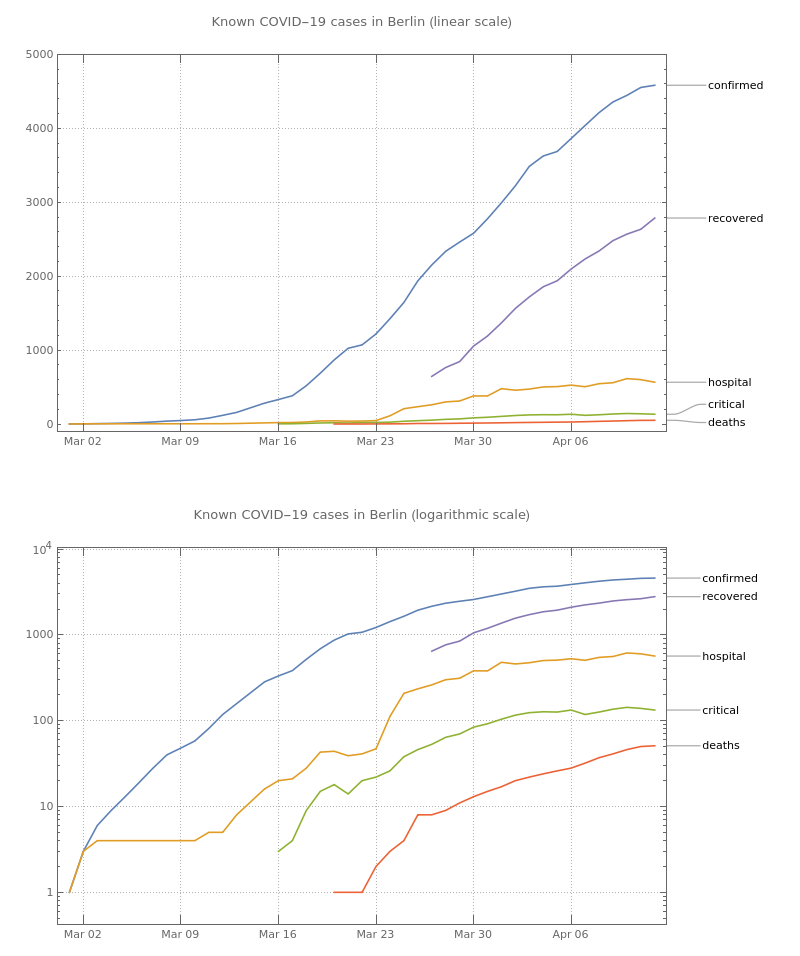 Known COVID–19 cases in Berlin (linear scale)
5000
4000
3000
2000
1000
0
confirmed
recovered
hospital
critical
deaths
Mar 02 Mar 09 Mar 16 Mar 23 Mar 30 Apr 06
Known COVID–19 cases in Berlin (logarithmic scale)
10⁴
1000
100
10
1
confirmed
recovered
hospital
critical
deaths
Mar 02 Mar 09 Mar 16 Mar 23 Mar 30 Apr 06